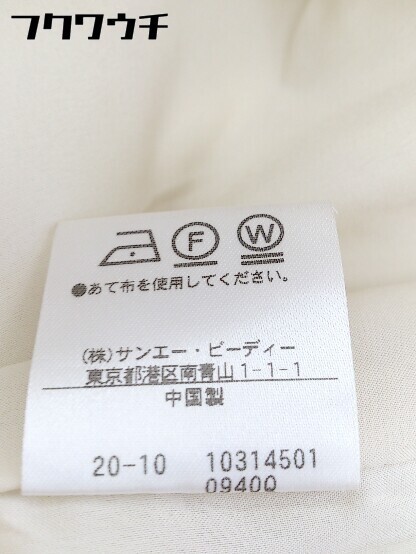 フクワウチ
F W
●あて布を使用してください。
(株)サンエー・ビーディー
東京都港区南青山1-1-1
中国製
20-10 10314501
09400